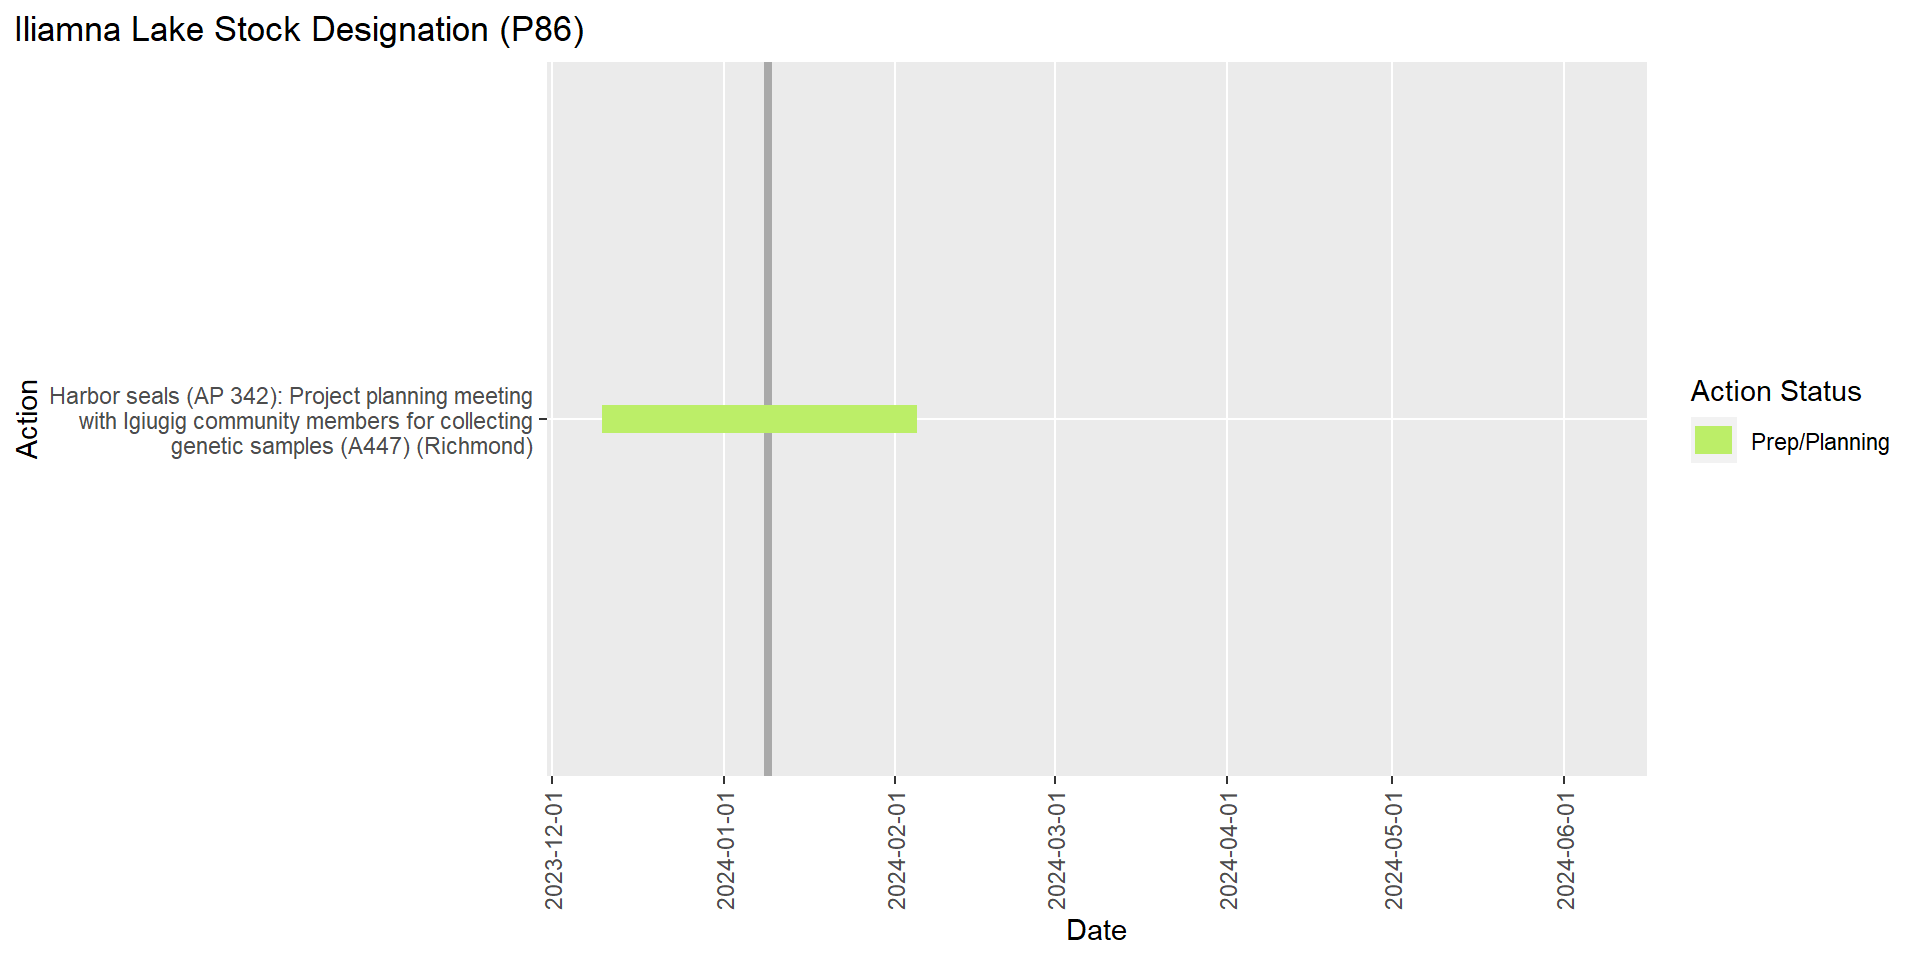 Iliamna Lake Stock Designation (P86)
Action
Harbor seals (AP 342): Project planning meeting
with Igiugig community members for collecting
genetic samples (A447) (Richmond)
2023-12-01
2024-01-01
2024-02-01
2024-03-01
2024-04-01
2024-05-01
2024-06-01
Date
Action Status
Prep/Planning